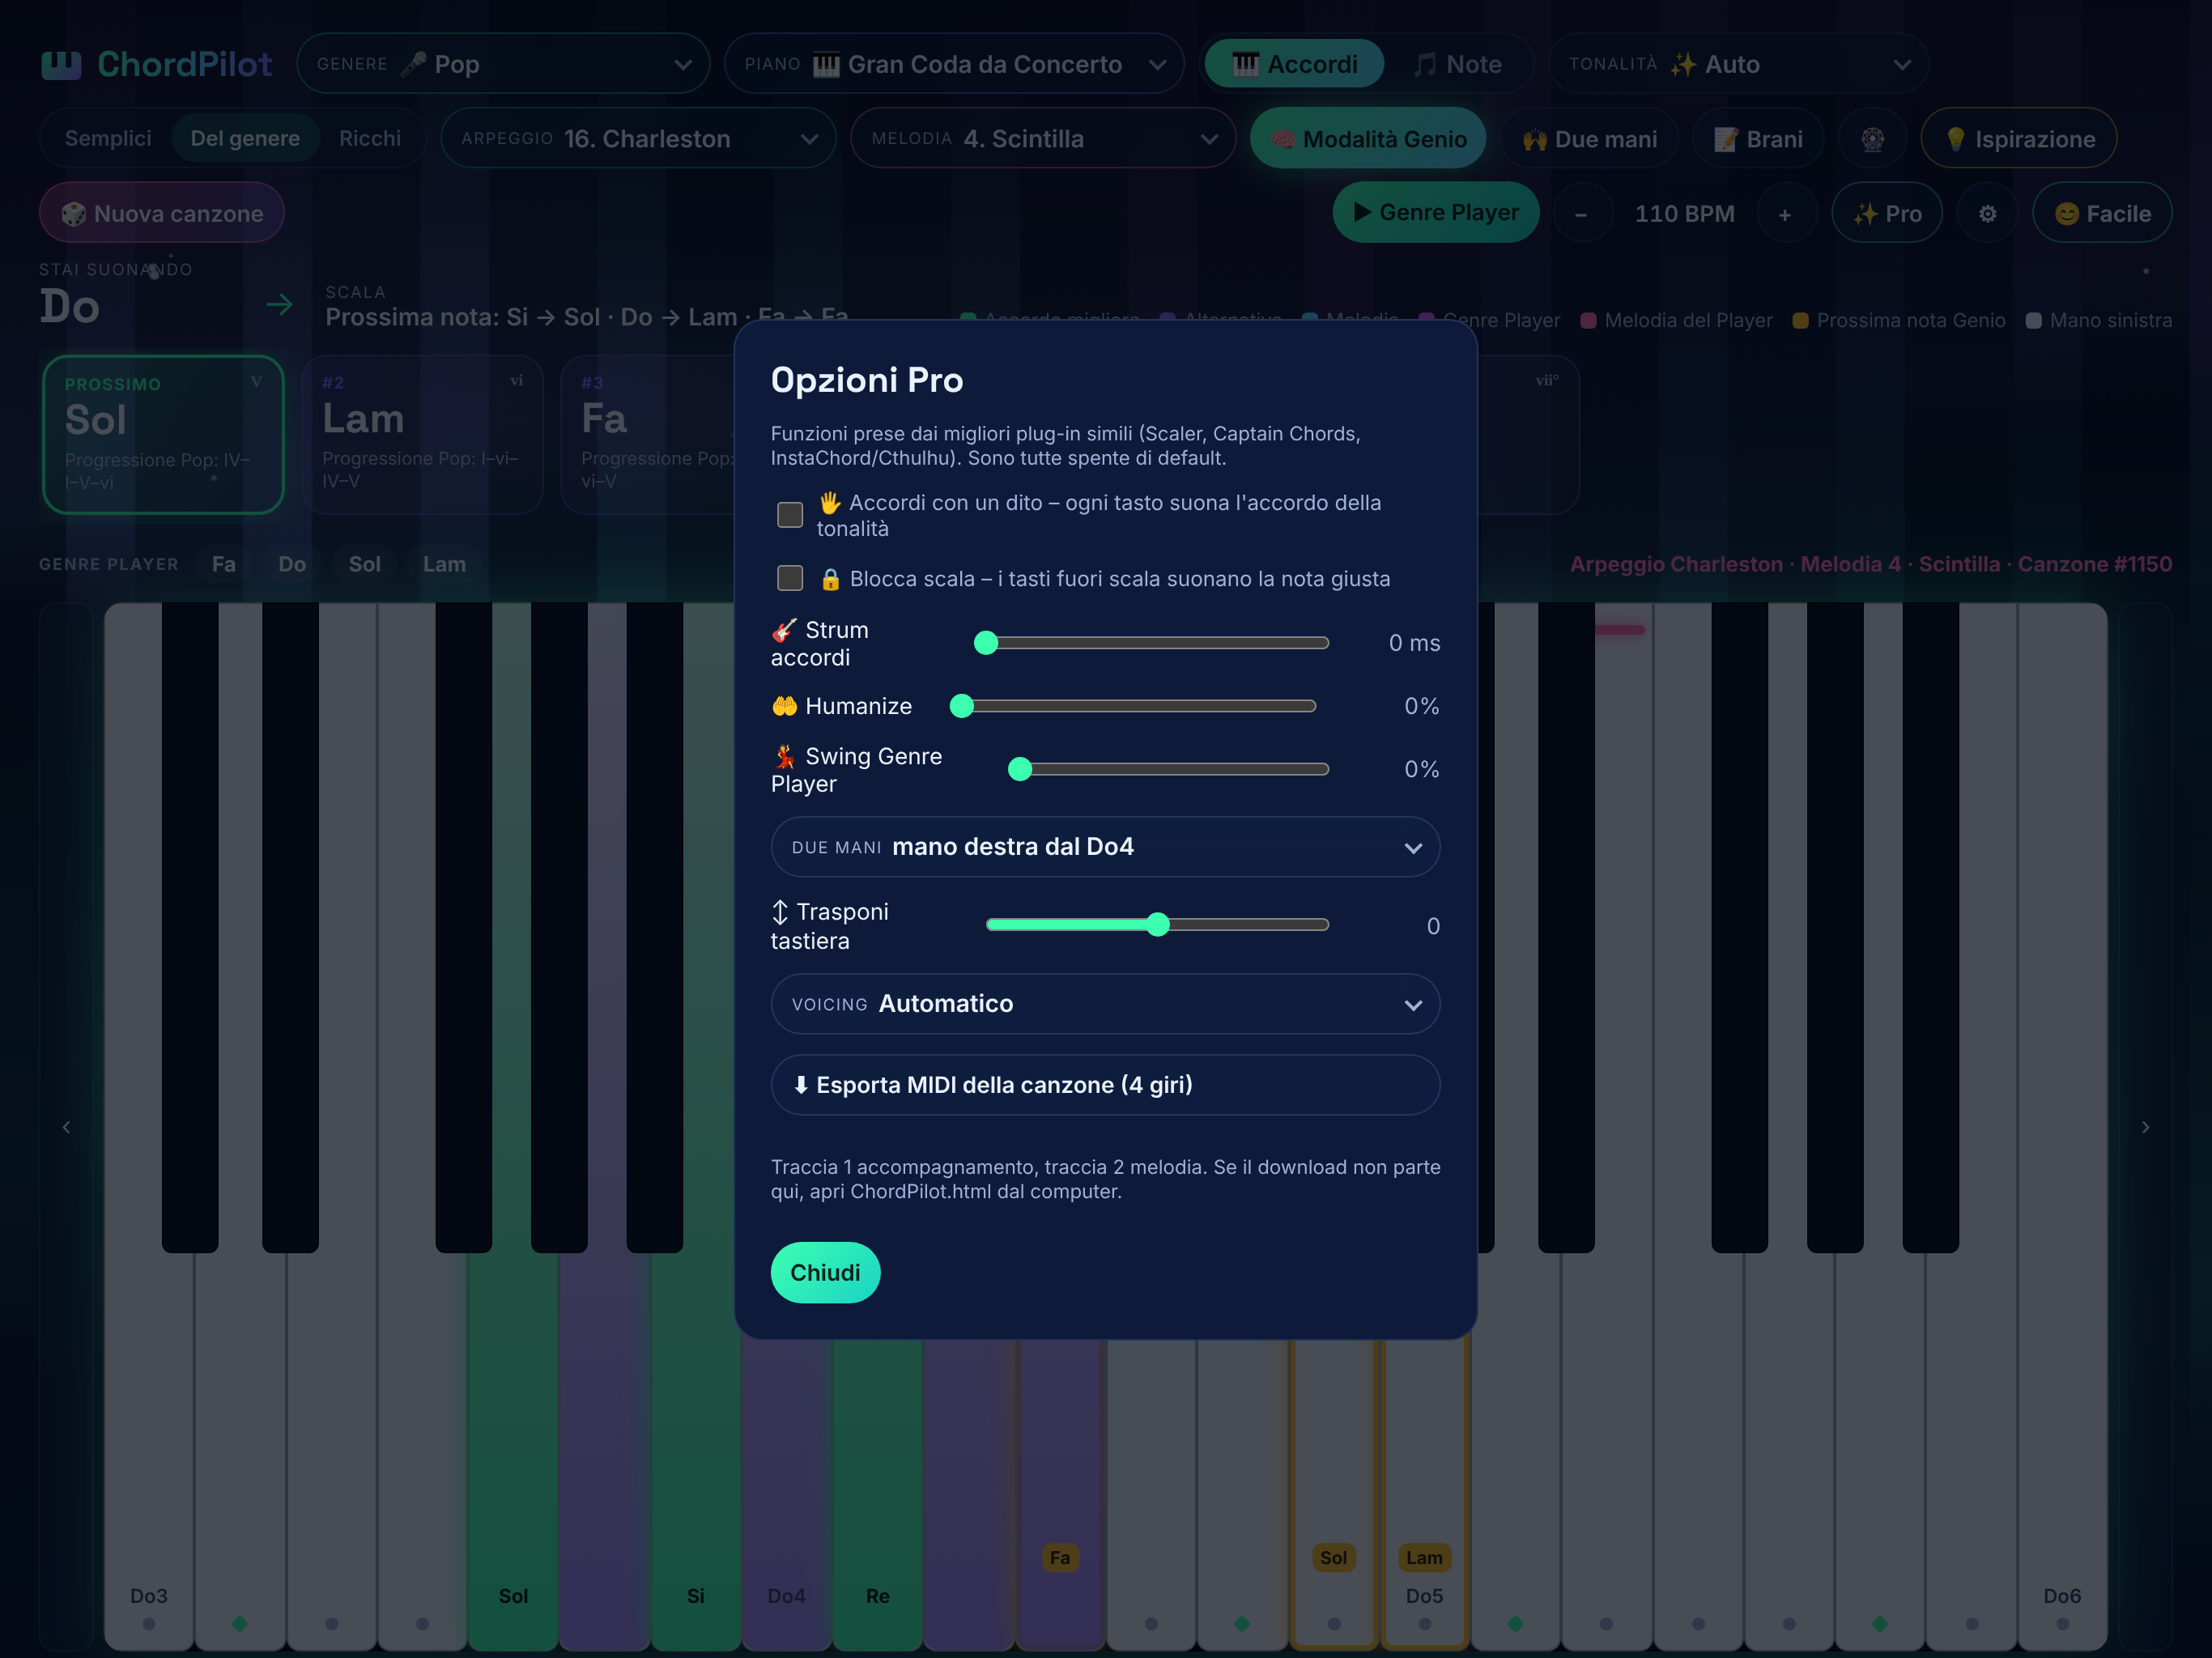 ChordPilot GENERE 🎤 Pop PIANO 🎹 Gran Coda da Concerto 🎹 Accordi 🎵 Note TONALITÀ ✨ Auto
Semplici Del genere Ricchi ARPEGGIO 16. Charleston MELODIA 4. Scintilla 🧠 Modalità Genio 🙌 Due mani 📝 Brani 🎡 💡 Ispirazione
🎲 Nuova canzone ▶ Genre Player – 110 BPM + ✨ Pro ⚙ 😊 Facile
STAI SUONANDO
Do → SCALA
Prossima nota: Si → Sol · Do → Lam · Fa → Fa
Accordo migliore Alternative Melodia Genre Player Melodia del Player Prossima nota Genio Mano sinistra
PROSSIMO V
Sol
Progressione Pop: IV–
I–V–vi
#2 vi
Lam
Progressione Pop: I–vi–
IV–V
#3
Fa
Progressione Pop:
vi–V
vii°
GENRE PLAYER Fa Do Sol Lam
Arpeggio Charleston · Melodia 4 · Scintilla · Canzone #1150
Opzioni Pro
Funzioni prese dai migliori plug-in simili (Scaler, Captain Chords,
InstaChord/Cthulhu). Sono tutte spente di default.
🖐 Accordi con un dito – ogni tasto suona l'accordo della
tonalità
🔒 Blocca scala – i tasti fuori scala suonano la nota giusta
🎸 Strum
accordi 0 ms
🤲 Humanize 0%
💃 Swing Genre
Player 0%
DUE MANI mano destra dal Do4
↕ Trasponi
tastiera 0
VOICING Automatico
⬇ Esporta MIDI della canzone (4 giri)
Traccia 1 accompagnamento, traccia 2 melodia. Se il download non parte
qui, apri ChordPilot.html dal computer.
Chiudi
‹ ›
Fa Sol Lam
Do3 Sol Si Do4 Re Do5 Do6